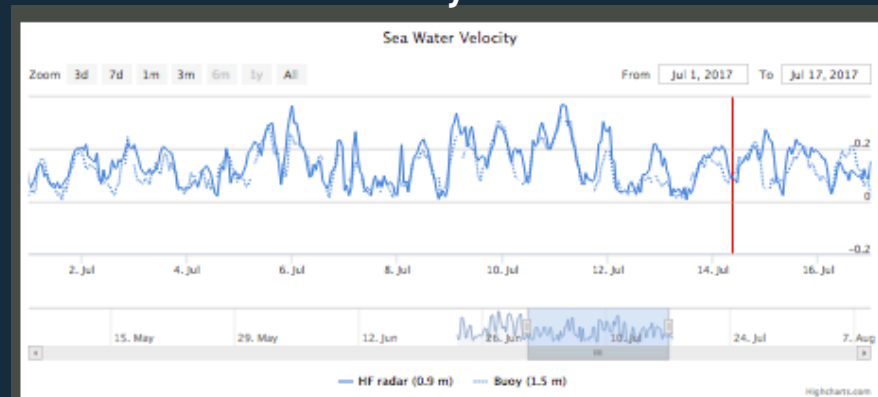 Sea Water Velocity
Zoom 3d 7d 1m 3m 6m 1y All From Jul 1, 2017 To Jul 17, 2017
0.2
0
-0.2
2. Jul 4. Jul 6. Jul 8. Jul 10. Jul 12. Jul 14. Jul 16. Jul
15. May 29. May 12. Jun 26. Jun 10. Jul 24. Jul 7. Aug
HF radar (0.9 m) Buoy (1.5 m)
Highcharts.com